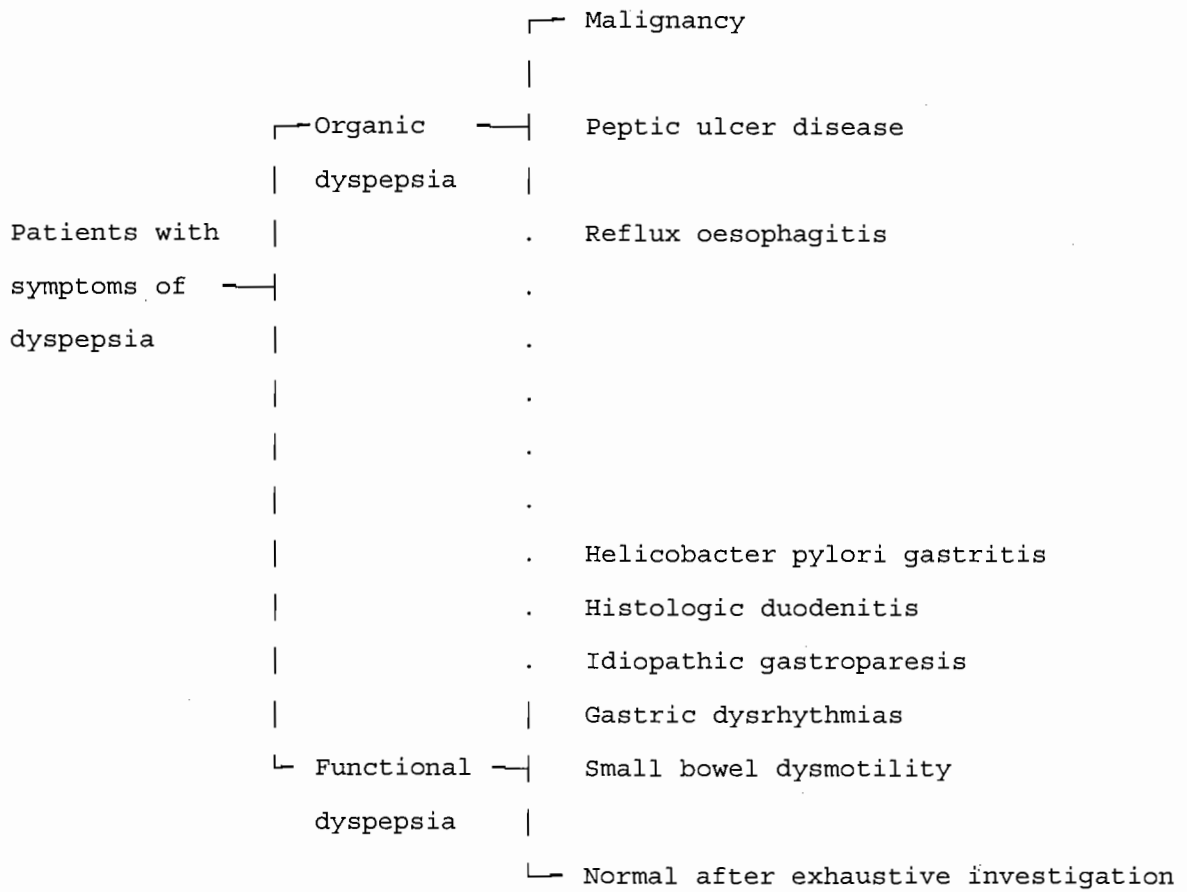 Malignancy
Organic Peptic ulcer disease
dyspepsia
Patients with Reflux oesophagitis
symptoms of
dyspepsia
Helicobacter pylori gastritis
Histologic duodenitis
Idiopathic gastroparesis
Gastric dysrhythmias
Functional Small bowel dysmotility
dyspepsia
Normal after exhaustive investigation